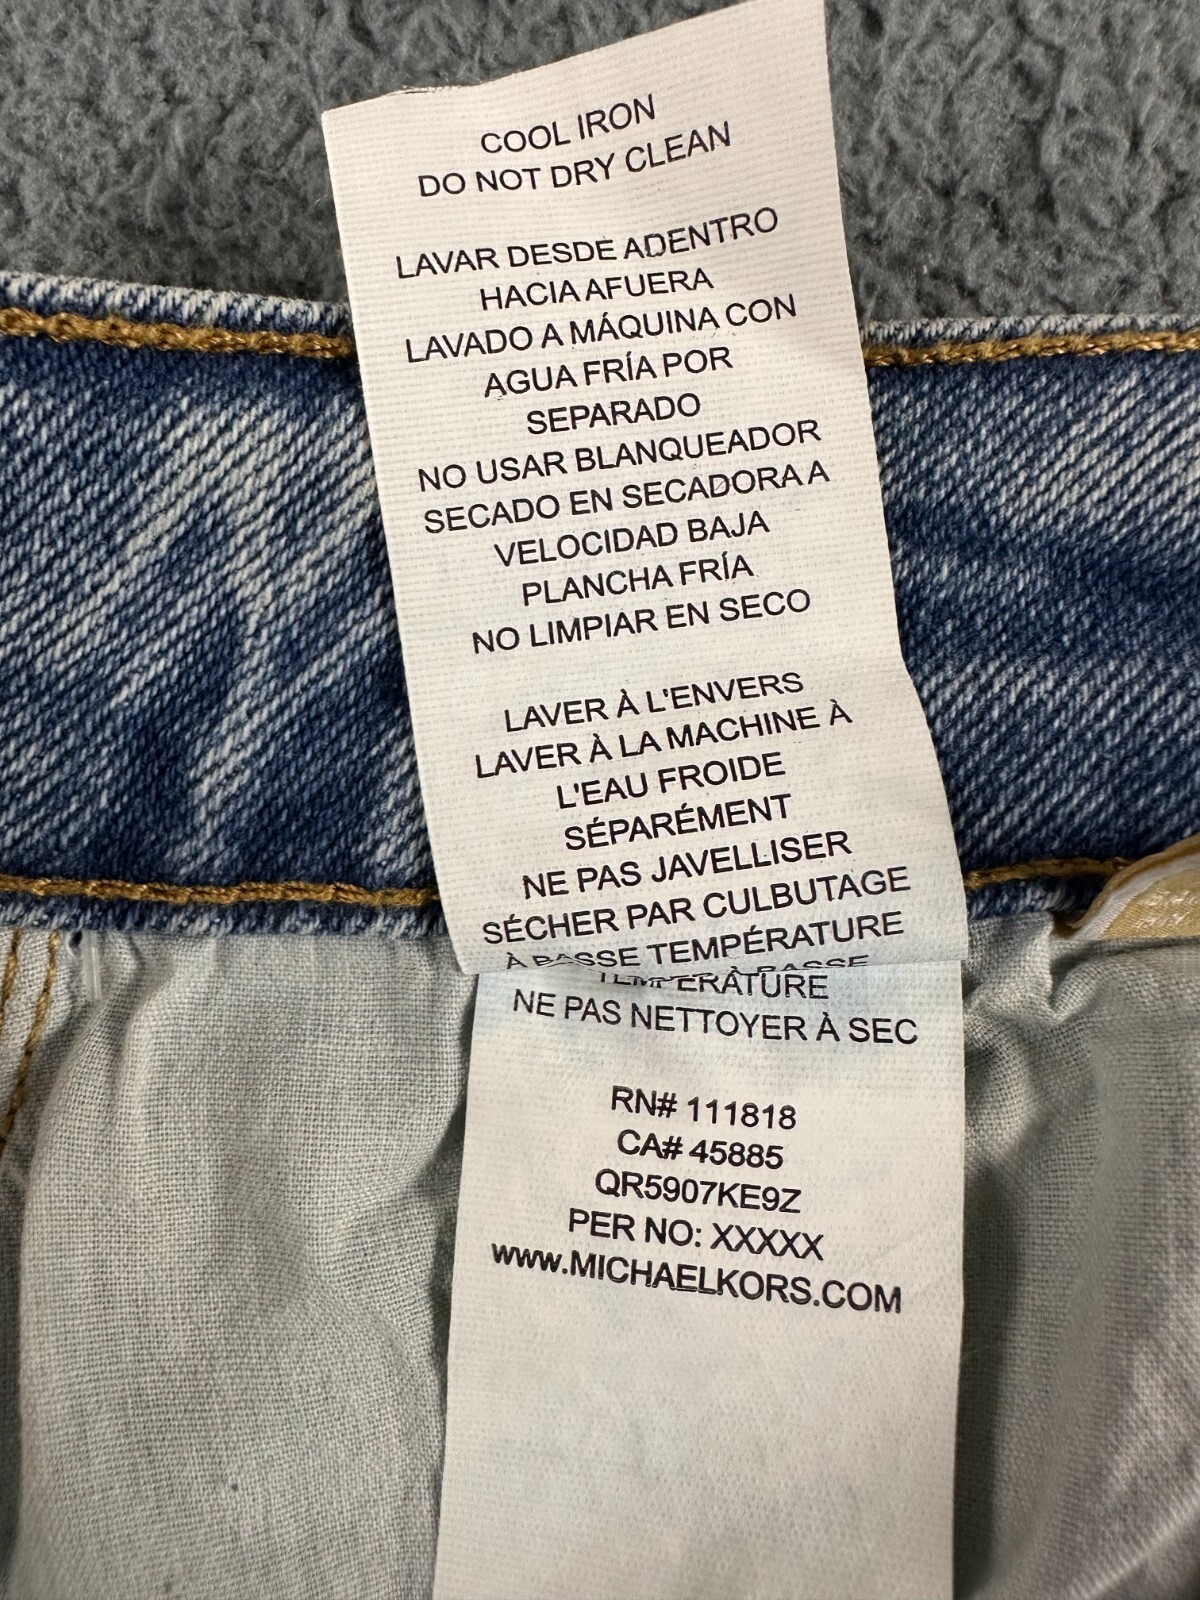 COOL IRON
DO NOT DRY CLEAN
LAVAR DESDE ADENTRO
HACIA AFUERA
LAVADO A MÁQUINA CON
AGUA FRÍA POR
SEPARADO
NO USAR BLANQUEADOR
SECADO EN SECADORA A
VELOCIDAD BAJA
PLANCHA FRÍA
NO LIMPIAR EN SECO
LAVER À L'ENVERS
LAVER À LA MACHINE À
L'EAU FROIDE
SÉPARÉMENT
NE PAS JAVELLISER
SÉCHER PAR CULBUTAGE
À BASSE TEMPÉRATURE
À BASSE
TEMPÉRATURE
NE PAS NETTOYER À SEC
RN# 111818
CA# 45885
QR5907KE9Z
PER NO: XXXXX
www.MICHAELKORS.COM